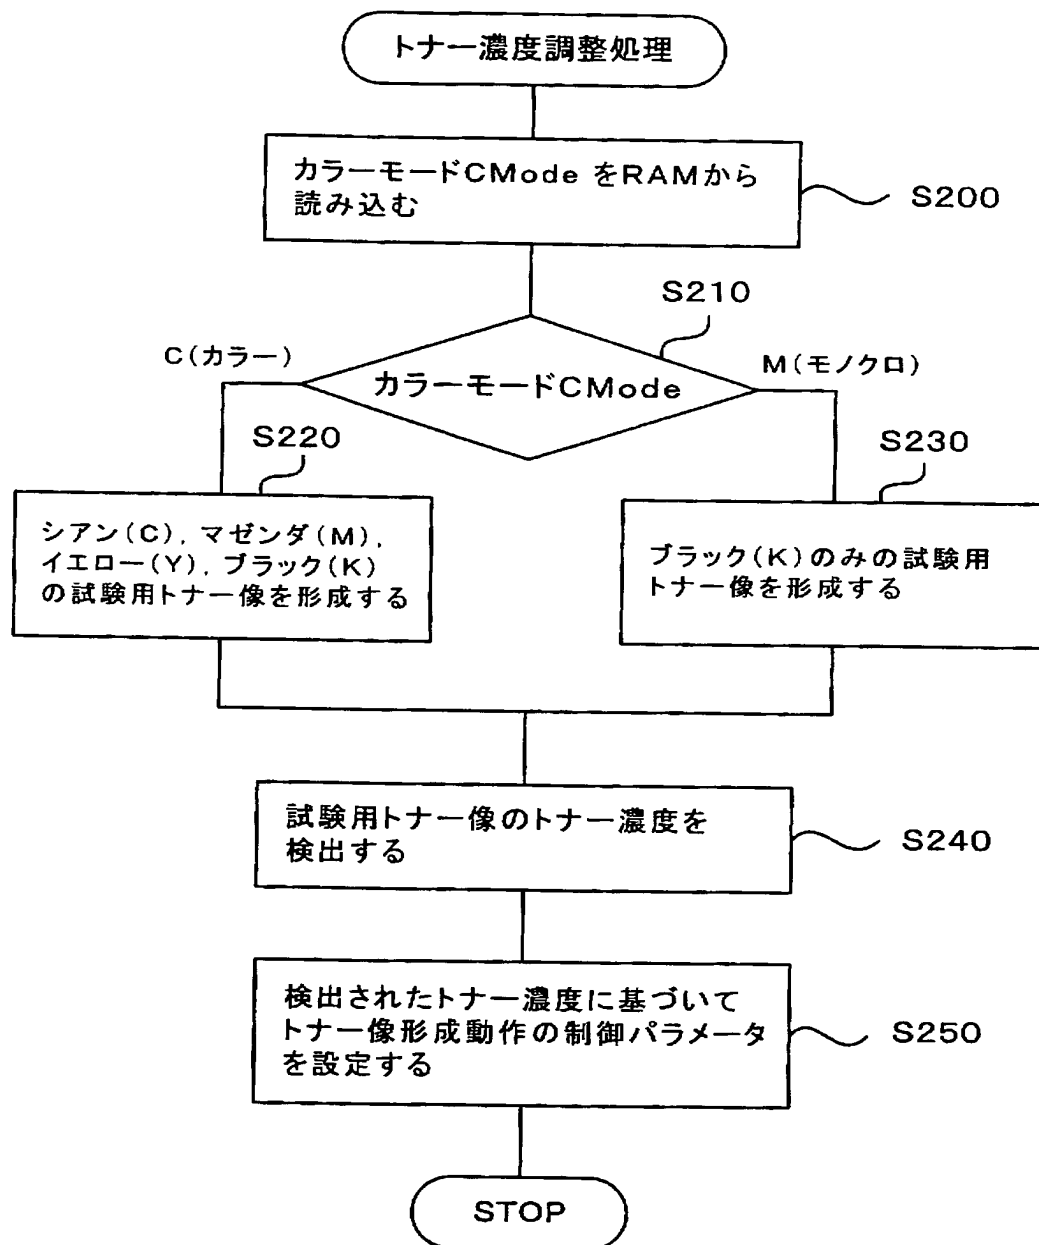 トナー濃度調整処理
カラーモードCMode をRAMから
読み込む
S200
S210
C(カラー)
カラーモードCMode
M(モノクロ)
S220
S230
シアン(C), マゼンダ(M),
イエロー(Y), ブラック(K)
の試験用トナー像を形成する
ブラック(K)のみの試験用
トナー像を形成する
試験用トナー像のトナー濃度を
検出する
S240
検出されたトナー濃度に基づいて
トナー像形成動作の制御パラメータ
を設定する
S250
STOP